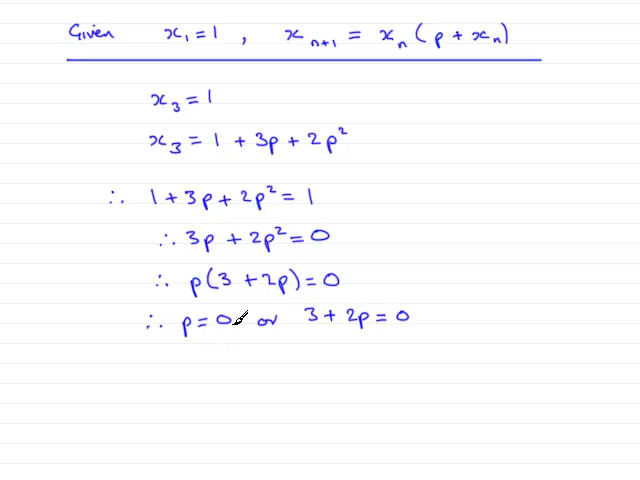 Given x₁ = 1 , xₙ₊₁ = xₙ ( p + xₙ)
x₃ = 1
x₃ = 1 + 3p + 2p²
∴ 1 + 3p + 2p² = 1
∴ 3p + 2p² = 0
∴ p(3 + 2p) = 0
∴ p = 0 or 3 + 2p = 0